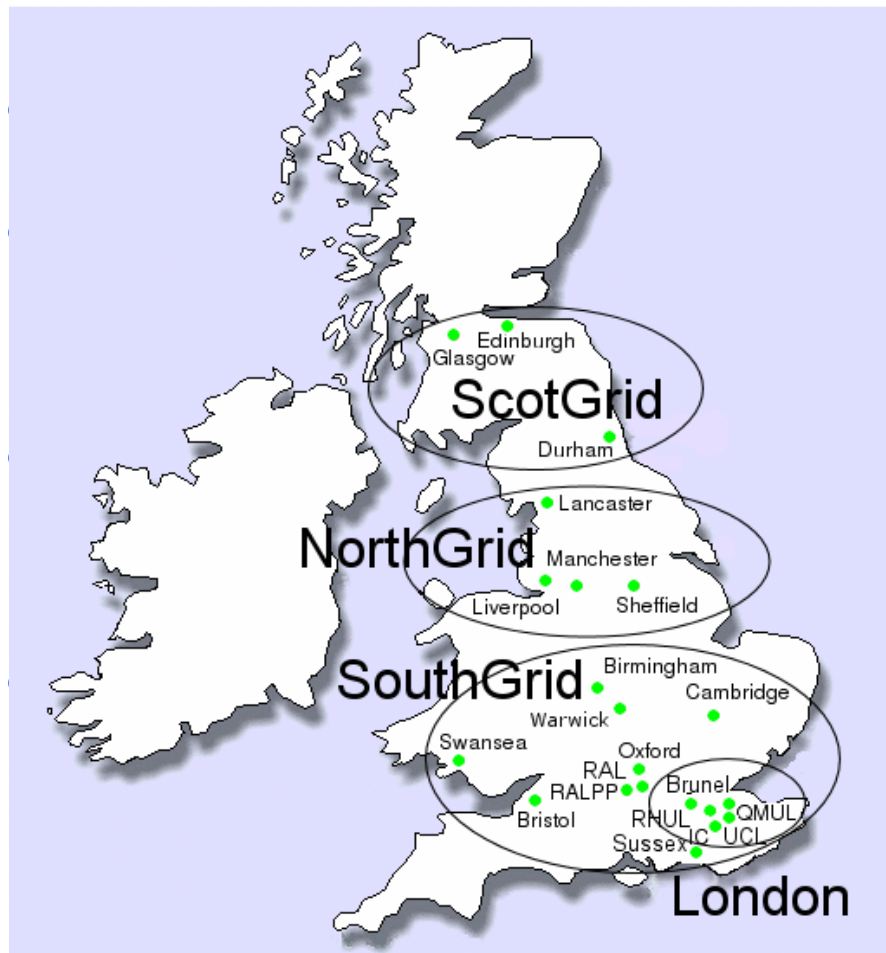 Edinburgh
Glasgow
ScotGrid
Durham
Lancaster
NorthGrid
Manchester
Liverpool
Sheffield
Birmingham
SouthGrid
Cambridge
Warwick
Swansea
Oxford
RAL
Brunel
RALPP
Bristol
RHUL
QMUL
IC
UCL
Sussex
London